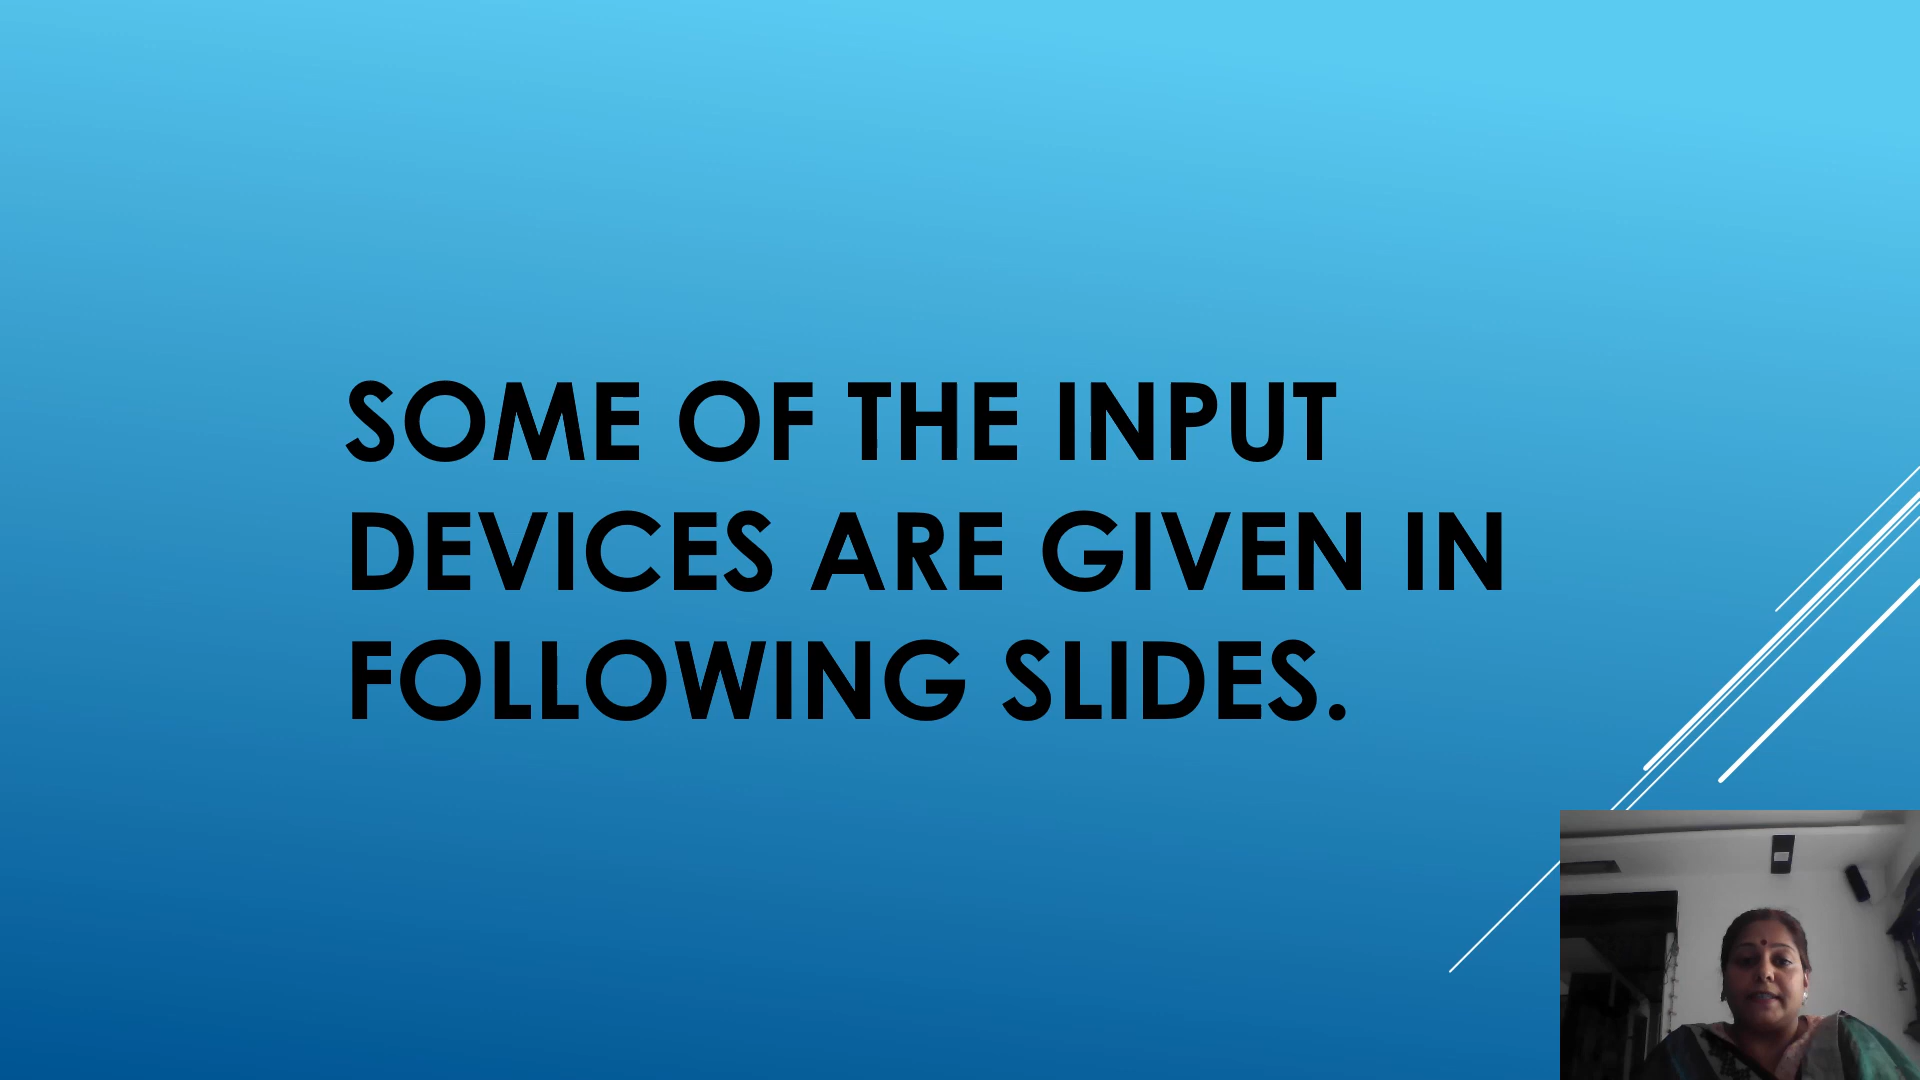 SOME OF THE INPUT
DEVICES ARE GIVEN IN
FOLLOWING SLIDES.